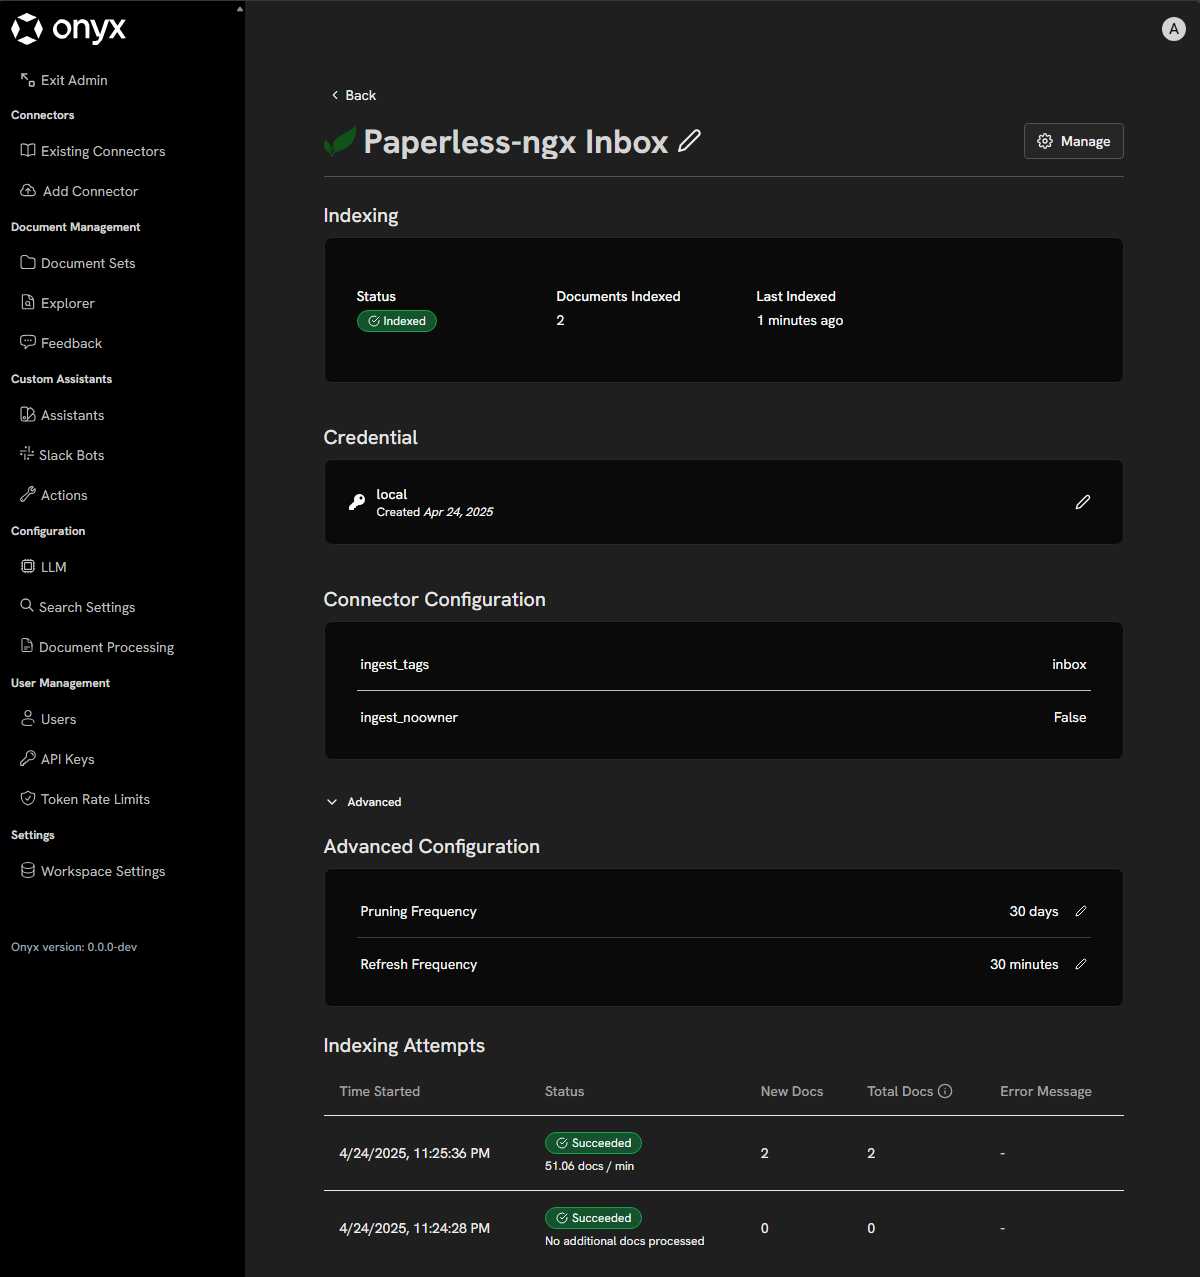 onyx
A
Exit Admin
Connectors
Existing Connectors
Add Connector
Document Management
Document Sets
Explorer
Feedback
Custom Assistants
Assistants
Slack Bots
Actions
Configuration
LLM
Search Settings
Document Processing
User Management
Users
API Keys
Token Rate Limits
Settings
Workspace Settings
Onyx version: 0.0.0-dev
Back
Paperless-ngx Inbox
Manage
Indexing
Status Documents Indexed Last Indexed
Indexed 2 1 minutes ago
Credential
local
Created Apr 24, 2025
Connector Configuration
ingest_tags inbox
ingest_noowner False
Advanced
Advanced Configuration
Pruning Frequency 30 days
Refresh Frequency 30 minutes
Indexing Attempts
Time Started Status New Docs Total Docs Error Message
4/24/2025, 11:25:36 PM Succeeded 2 2 -
51.06 docs / min
4/24/2025, 11:24:28 PM Succeeded 0 0 -
No additional docs processed